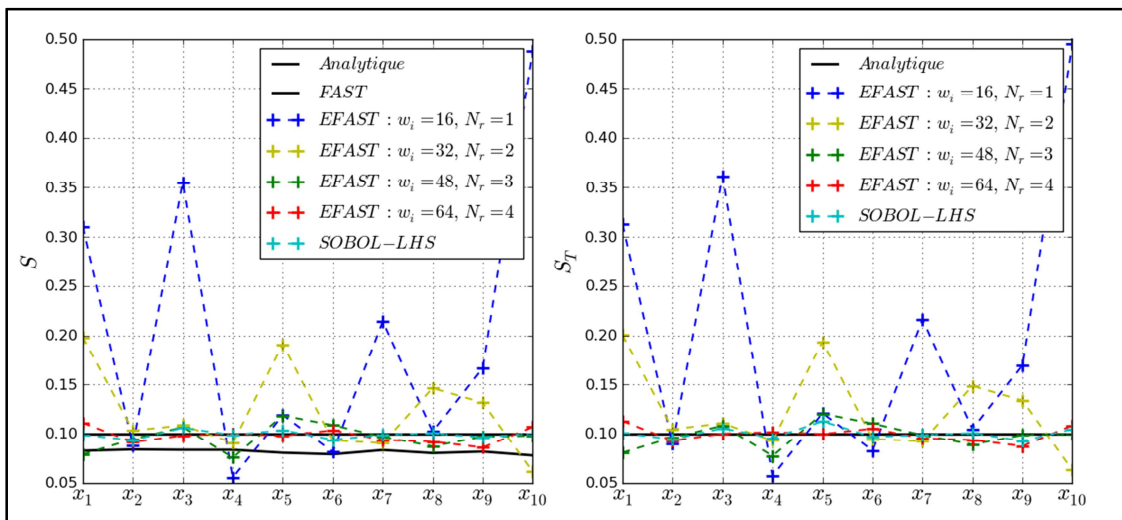 0.50
0.45
0.40
0.35
0.30
0.25
0.20
0.15
0.10
0.05
S
x1 x2 x3 x4 x5 x6 x7 x8 x9 x10
Analytique
FAST
EFAST : wi =16, Nr =1
EFAST : wi =32, Nr =2
EFAST : wi =48, Nr =3
EFAST : wi =64, Nr =4
SOBOL−LHS
0.50
0.45
0.40
0.35
0.30
0.25
0.20
0.15
0.10
0.05
ST
x1 x2 x3 x4 x5 x6 x7 x8 x9 x10
Analytique
EFAST : wi =16, Nr =1
EFAST : wi =32, Nr =2
EFAST : wi =48, Nr =3
EFAST : wi =64, Nr =4
SOBOL−LHS